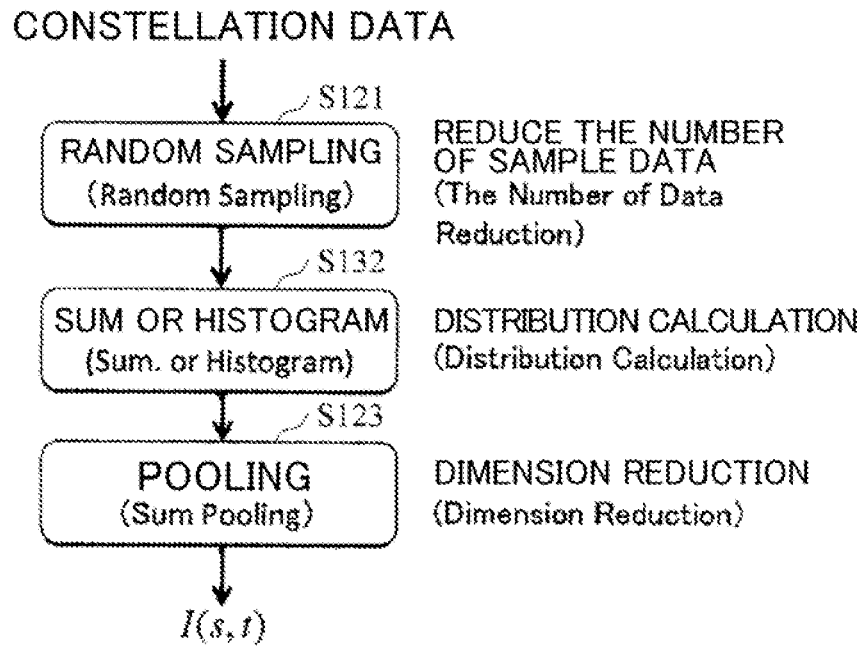 CONSTELLATION DATA
S121
RANDOM SAMPLING
(Random Sampling)
REDUCE THE NUMBER
OF SAMPLE DATA
(The Number of Data
Reduction)
S132
SUM OR HISTOGRAM
(Sum. or Histogram)
DISTRIBUTION CALCULATION
(Distribution Calculation)
S123
POOLING
(Sum Pooling)
DIMENSION REDUCTION
(Dimension Reduction)
I(s, t)